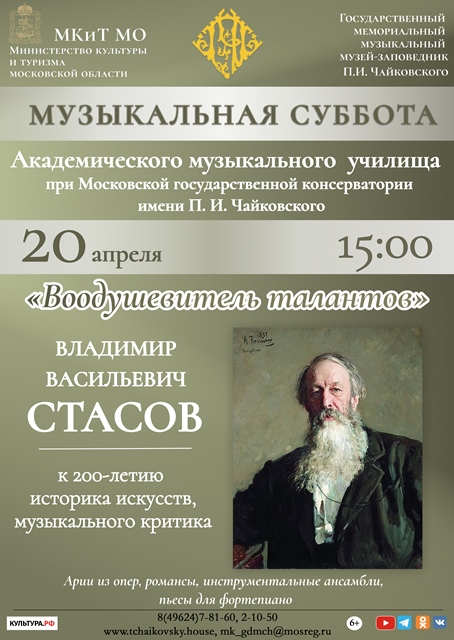 МКиТ МО
Министерство культуры
и туризма
московской области
Государственный
мемориальный
музыкальный
музей-заповедник
П.И. Чайковского
МУЗЫКАЛЬНАЯ СУББОТА
Академического музыкального училища
при Московской государственной консерватории
имени П. И. Чайковского
20 апреля
15:00
«Воодушевитель талантов»
ВЛАДИМИР
ВАСИЛЬЕВИЧ
СТАСОВ
к 200-летию
историка искусств,
музыкального критика
Арии из опер, романсы, инструментальные ансамбли,
пьесы для фортепиано
8(49624)7-81-60, 2-10-50
www.tchaikovsky.house, mk_gdmch@mosreg.ru
КУЛЬТУРА.РФ
6+